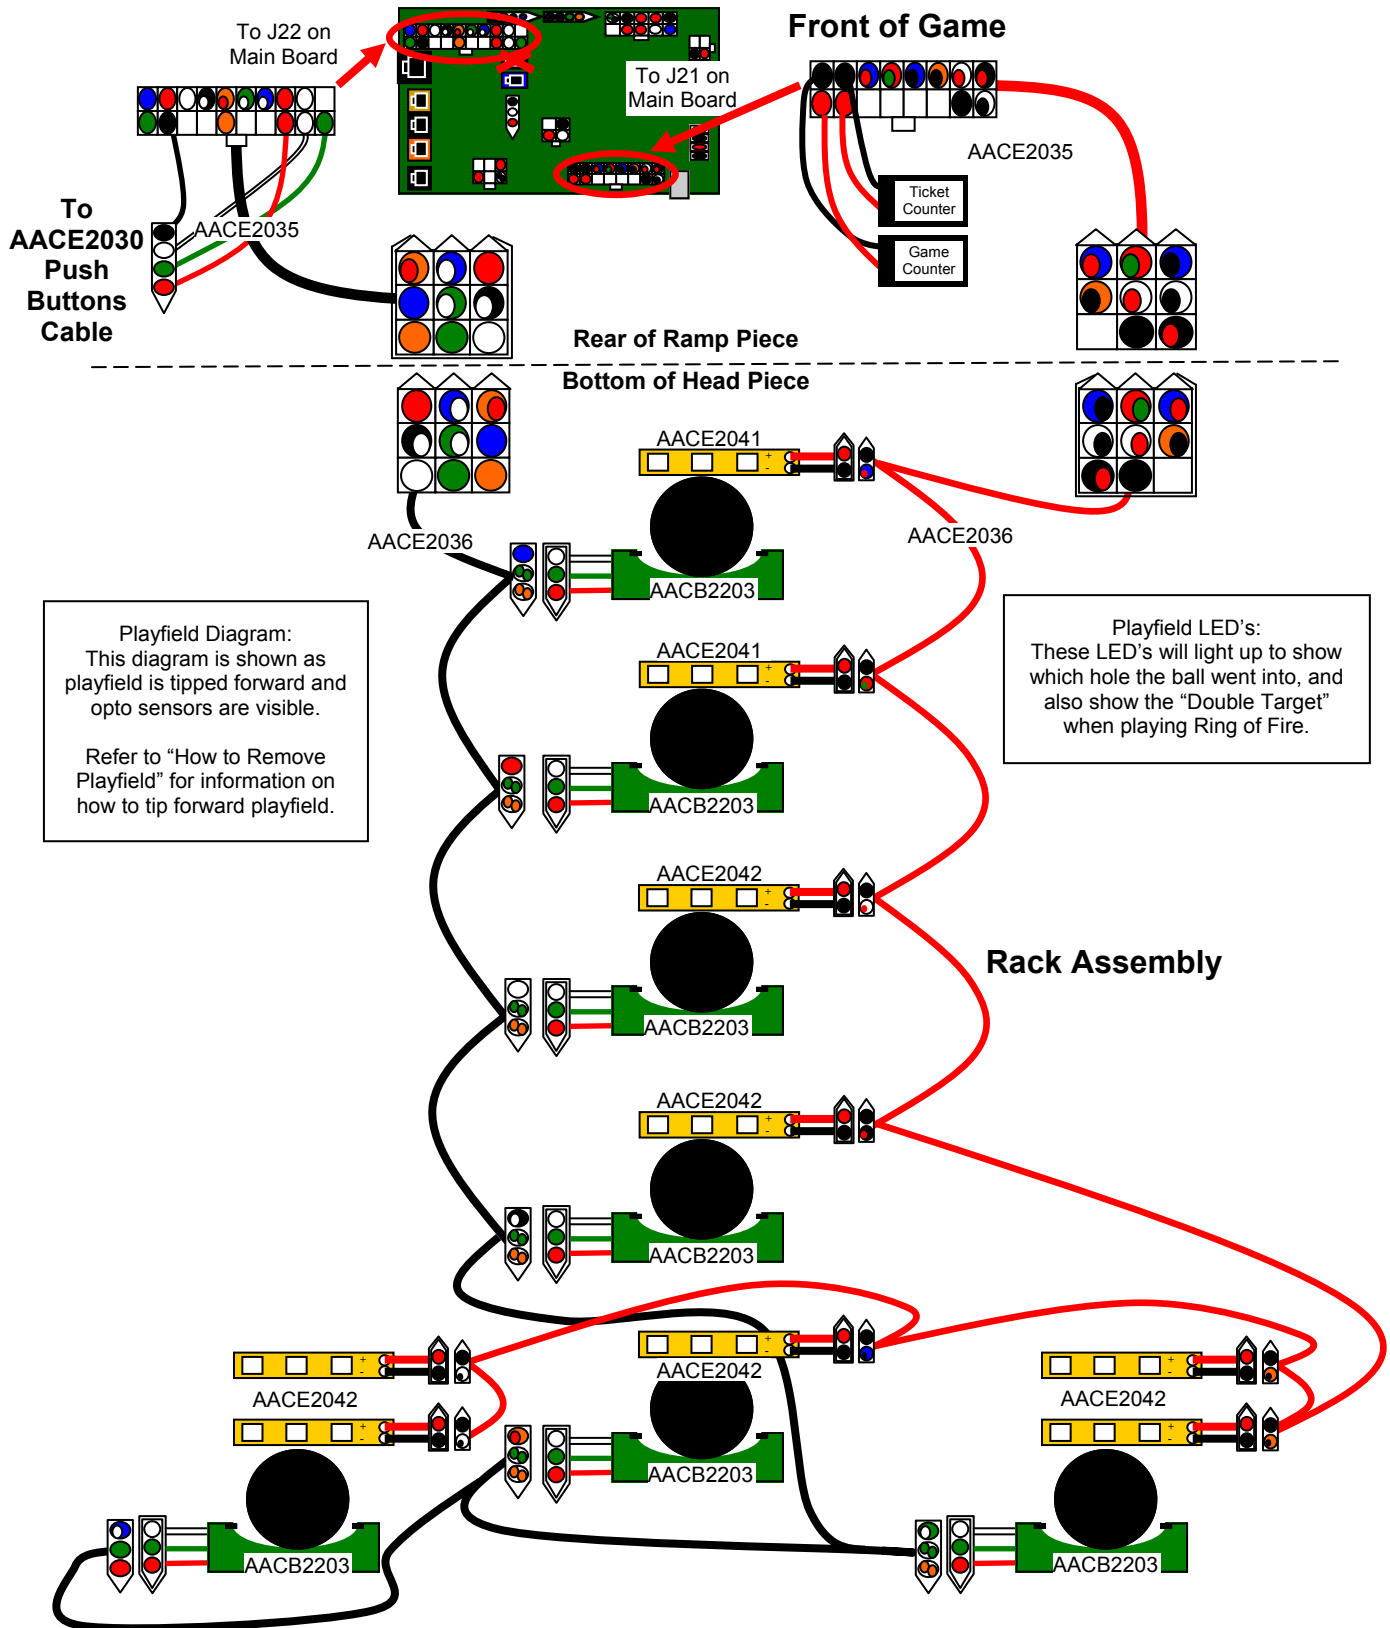 To J22 on
Main Board
Front of Game
To J21 on
Main Board
AACE2035
Ticket
Counter
Game
Counter
To
AACE2030
Push
Buttons
Cable
AACE2035
Rear of Ramp Piece
Bottom of Head Piece
AACE2041
+
-
AACE2036
AACE2036
AACB2203
Playfield Diagram:
This diagram is shown as
playfield is tipped forward and
opto sensors are visible.
Refer to “How to Remove
Playfield” for information on
how to tip forward playfield.
Playfield LED’s:
These LED’s will light up to show
which hole the ball went into, and
also show the “Double Target”
when playing Ring of Fire.
AACE2041
+
-
AACB2203
AACE2042
+
-
Rack Assembly
AACB2203
AACE2042
+
-
AACB2203
+
-
AACE2042
+
-
AACE2042
+
-
AACE2042
+
-
+
-
AACB2203
AACB2203
AACB2203